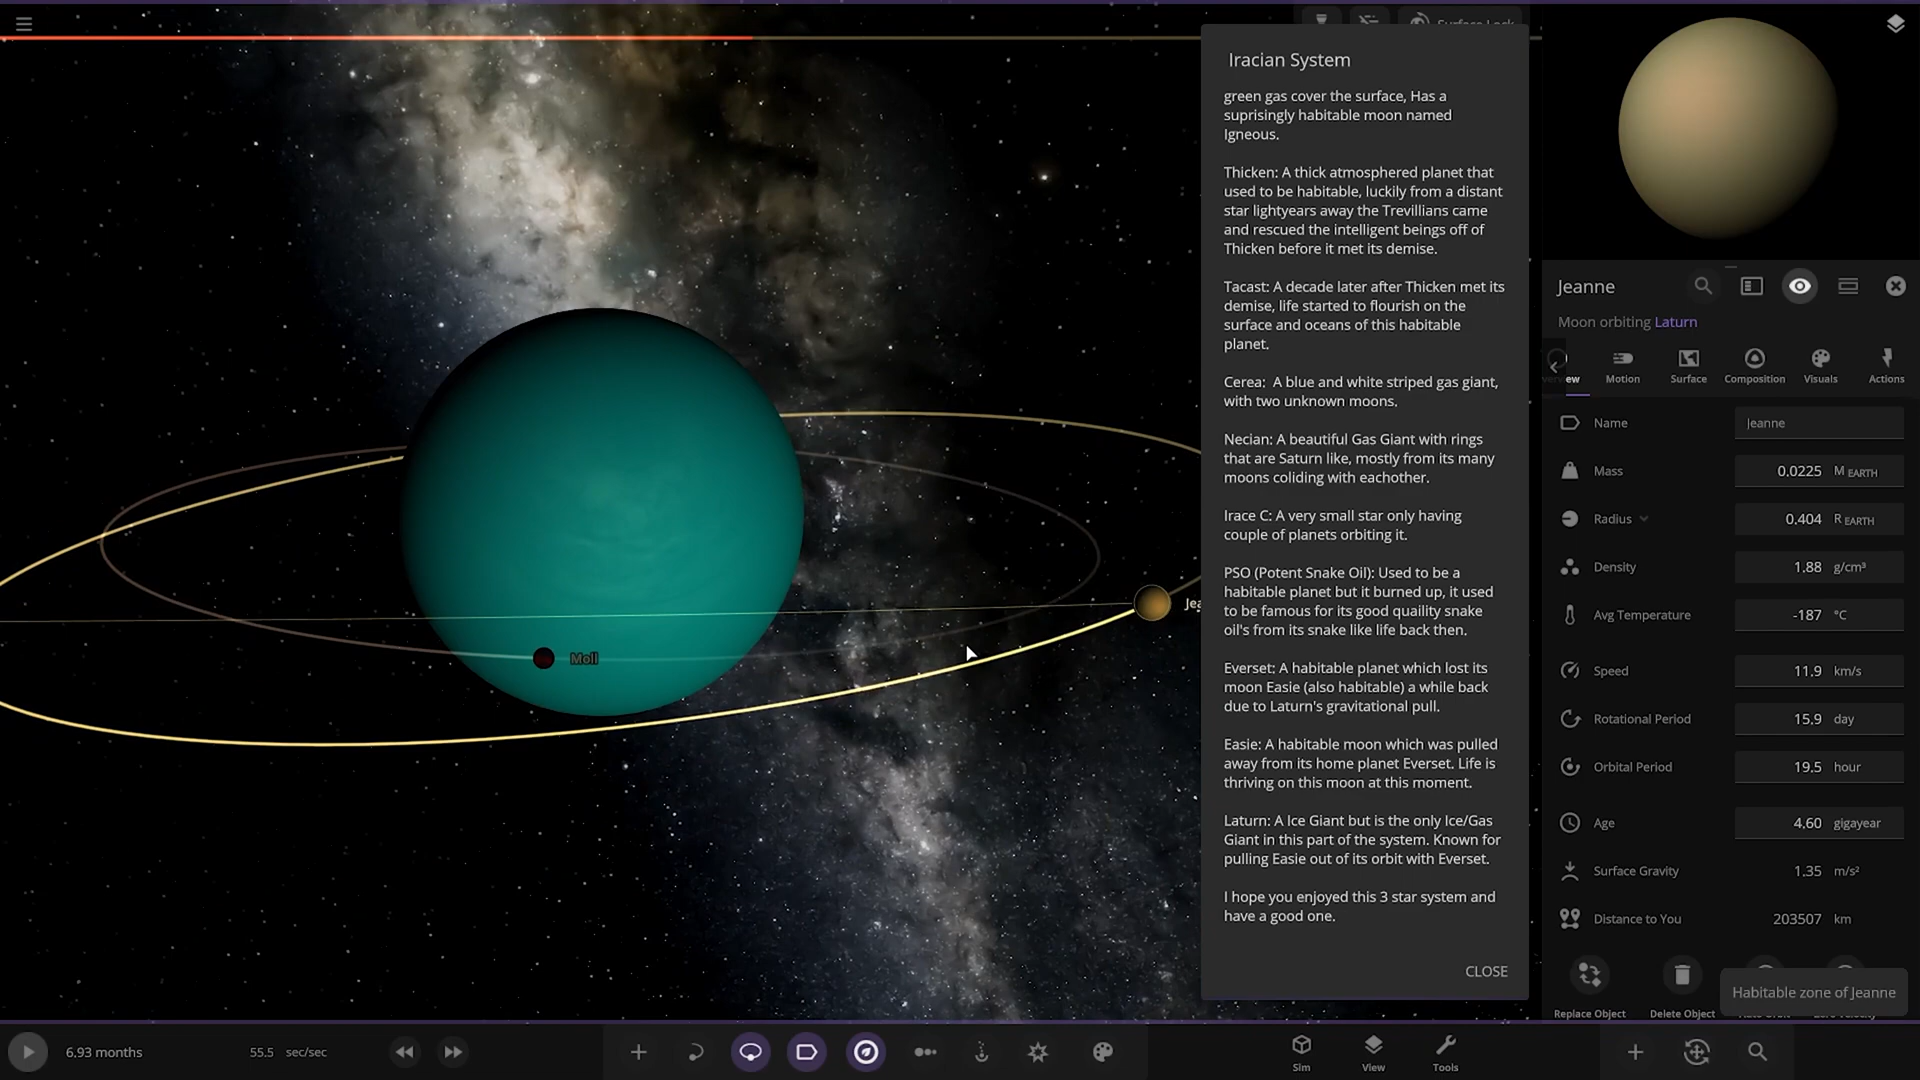 Surface Lock
Iracian System
green gas cover the surface, Has a
suprisingly habitable moon named
Igneous.
Thicken: A thick atmosphered planet that
used to be habitable, luckily from a distant
star lightyears away the Trevillians came
and rescued the intelligent beings off of
Thicken before it met its demise.
Tacast: A decade later after Thicken met its
demise, life started to flourish on the
surface and oceans of this habitable
planet.
Cerea:  A blue and white striped gas giant,
with two unknown moons.
Necian: A beautiful Gas Giant with rings
that are Saturn like, mostly from its many
moons coliding with eachother.
Irace C: A very small star only having
couple of planets orbiting it.
PSO (Potent Snake Oil): Used to be a
habitable planet but it burned up, it used
to be famous for its good quaility snake
oil's from its snake like life back then.
Everset: A habitable planet which lost its
moon Easie (also habitable) a while back
due to Laturn's gravitational pull.
Easie: A habitable moon which was pulled
away from its home planet Everset. Life is
thriving on this moon at this moment.
Laturn: A Ice Giant but is the only Ice/Gas
Giant in this part of the system. Known for
pulling Easie out of its orbit with Everset.
I hope you enjoyed this 3 star system and
have a good one.
CLOSE
Moll
Jea
Jeanne
Moon orbiting Laturn
Motion Surface Composition Visuals Actions
Name Jeanne
Mass 0.0225 M EARTH
Radius 0.404 R EARTH
Density 1.88 g/cm³
Avg Temperature -187 °C
Speed 11.9 km/s
Rotational Period 15.9 day
Orbital Period 19.5 hour
Age 4.60 gigayear
Surface Gravity 1.35 m/s²
Distance to You 203507 km
Habitable zone of Jeanne
Replace Object Delete Object
6.93 months 55.5 sec/sec
Sim View Tools